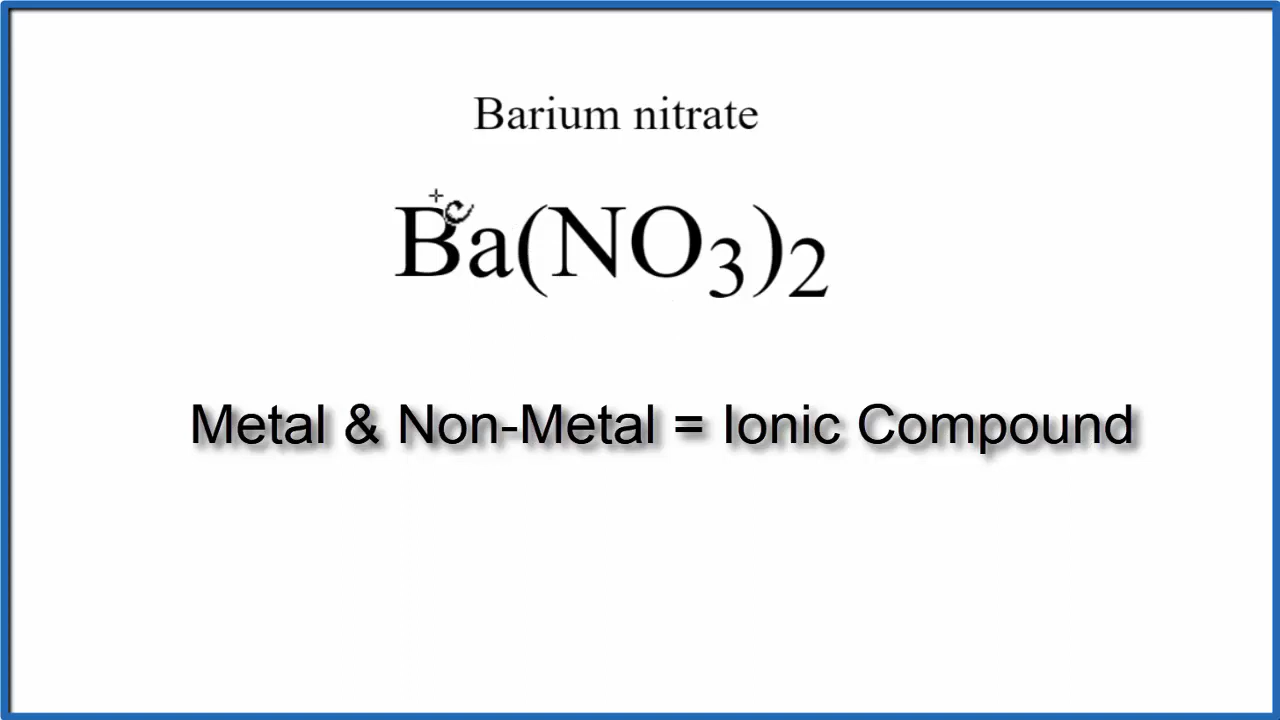 Barium nitrate
Ba(NO3)2
Metal & Non-Metal = Ionic Compound